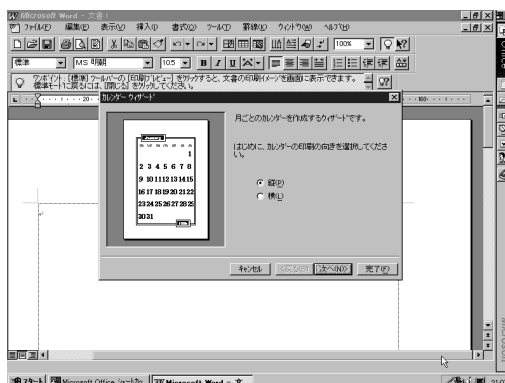 Microsoft Word - 文書1
ファイル(F) 編集(E) 表示(V) 挿入(I) 書式(O) ツール(T) 罫線(A) ウィンドウ(W) ヘルプ(H)
100%
標準 MS 明朝 10.5 B I U
ワンポイント: [標準] ツールバーの [印刷プレビュー] をクリックすると、文書の印刷イメージを画面に表示できます。
標準モードに戻るには、[閉じる] をクリックしてください。
カレンダー ウィザード
月ごとのカレンダーを作成するウィザードです。
はじめに、カレンダーの印刷の向きを選択してくださ
い。
縦(P)
横(L)
1
2 3 4 5 6 7 8
9 10 11 12 13 14 15
16 17 18 19 20 21 22
23 24 25 26 27 28 29
30 31
キャンセル <戻る(B) 次へ(N)> 完了(F)
スタート Microsoft Office Microsoft Word - 文